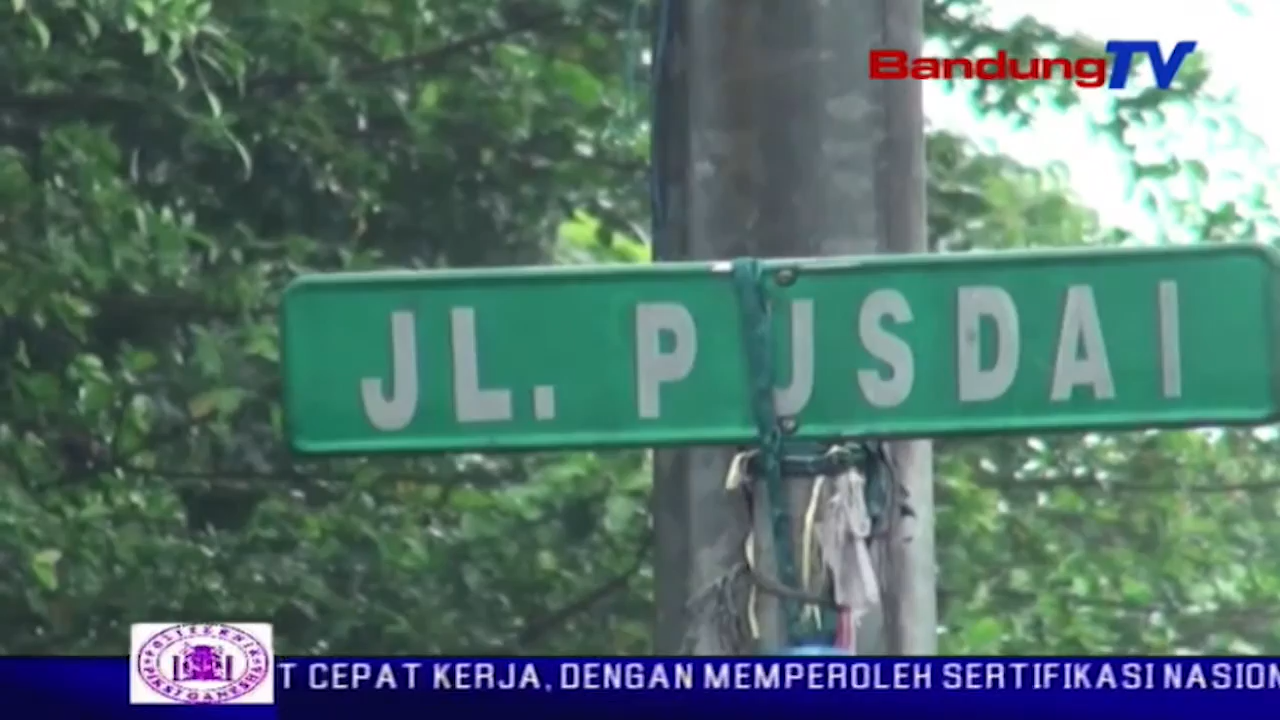 BandungTV
JL. PUSDAI
T CEPAT KERJA, DENGAN MEMPEROLEH SERTIFIKASI NASION